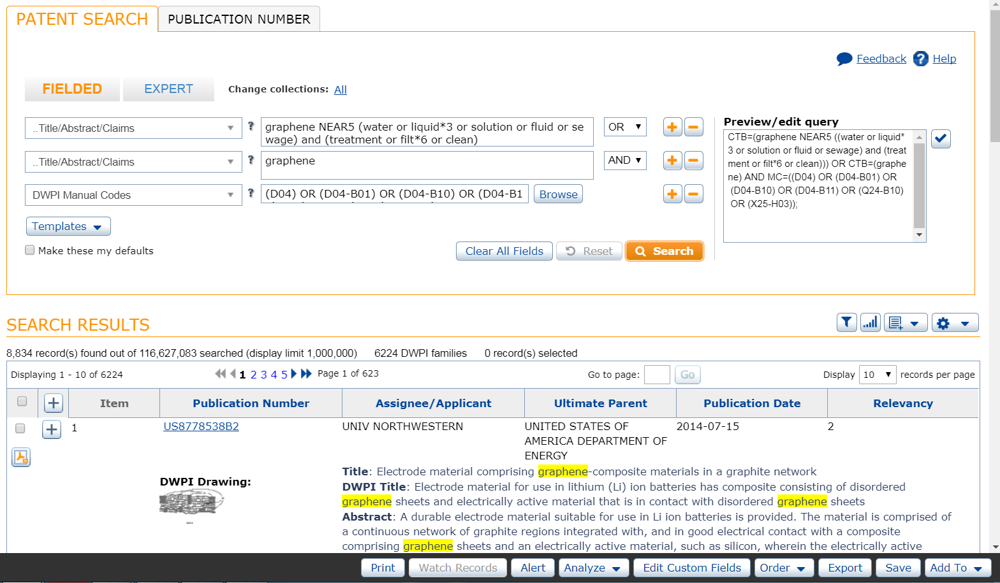 PATENT SEARCH
PUBLICATION NUMBER
Feedback
? Help
FIELDED
EXPERT
Change collections: All
..Title/Abstract/Claims
?
graphene NEAR5 (water or liquid*3 or solution or fluid or se
wage) and (treatment or filt*6 or clean)
OR
..Title/Abstract/Claims
?
graphene
AND
DWPI Manual Codes
?
(D04) OR (D04-B01) OR (D04-B10) OR (D04-B1
Browse
Preview/edit query
CTB=(graphene NEAR5 ((water or liquid*
3 or solution or fluid or sewage) and (treat
ment or filt*6 or clean))) OR CTB=(graphe
ne) AND MC=((D04) OR (D04-B01) OR
(D04-B10) OR (D04-B11) OR (Q24-B10)
OR (X25-H03));
Templates
Make these my defaults
Clear All Fields
Reset
Search
SEARCH RESULTS
8,834 record(s) found out of 116,627,083 searched (display limit 1,000,000) 6224 DWPI families 0 record(s) selected
Displaying 1 - 10 of 6224
1 2 3 4 5
Page 1 of 623
Go to page:
Go
Display 10 records per page
Item Publication Number Assignee/Applicant Ultimate Parent Publication Date Relevancy
1 US8778538B2 UNIV NORTHWESTERN UNITED STATES OF 2014-07-15 2
AMERICA DEPARTMENT OF
ENERGY
DWPI Drawing:
Title: Electrode material comprising graphene-composite materials in a graphite network
DWPI Title: Electrode material for use in lithium (Li) ion batteries has composite consisting of disordered
graphene sheets and electrically active material that is in contact with disordered graphene sheets
Abstract: A durable electrode material suitable for use in Li ion batteries is provided. The material is comprised of
a continuous network of graphite regions integrated with, and in good electrical contact with a composite
comprising graphene sheets and an electrically active material, such as silicon, wherein the electrically active
Print
Watch Records
Alert
Analyze
Edit Custom Fields
Order
Export
Save
Add To